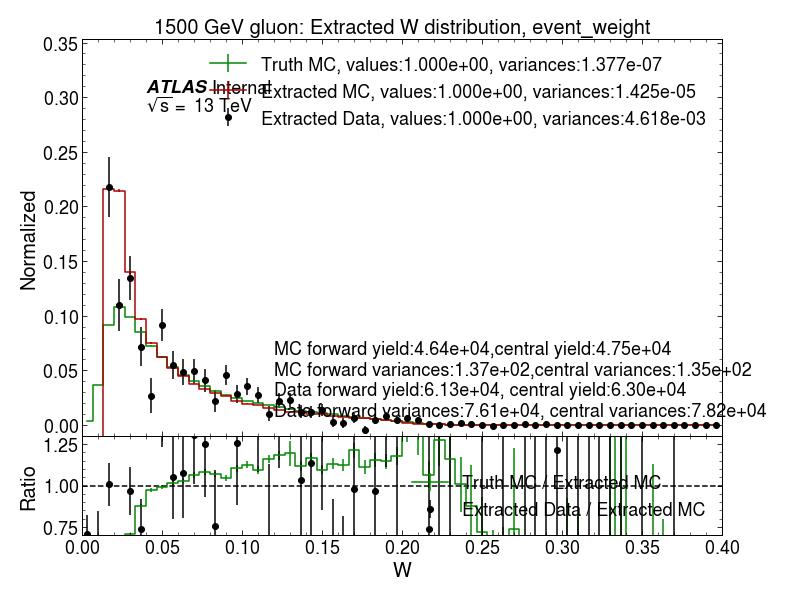 1500 GeV gluon: Extracted W distribution, event_weight
Truth MC, values:1.000e+00, variances:1.377e-07
ATLAS Internal
Extracted MC, values:1.000e+00, variances:1.425e-05
√s = 13 TeV
Extracted Data, values:1.000e+00, variances:4.618e-03
Normalized
0.35
0.30
0.25
0.20
0.15
0.10
0.05
0.00
MC forward yield:4.64e+04,central yield:4.75e+04
MC forward variances:1.37e+02,central variances:1.35e+02
Data forward yield:6.13e+04, central yield:6.30e+04
Data forward variances:7.61e+04, central variances:7.82e+04
Ratio
1.25
1.00
0.75
Truth MC / Extracted MC
Extracted Data / Extracted MC
0.00 0.05 0.10 0.15 0.20 0.25 0.30 0.35 0.40
W